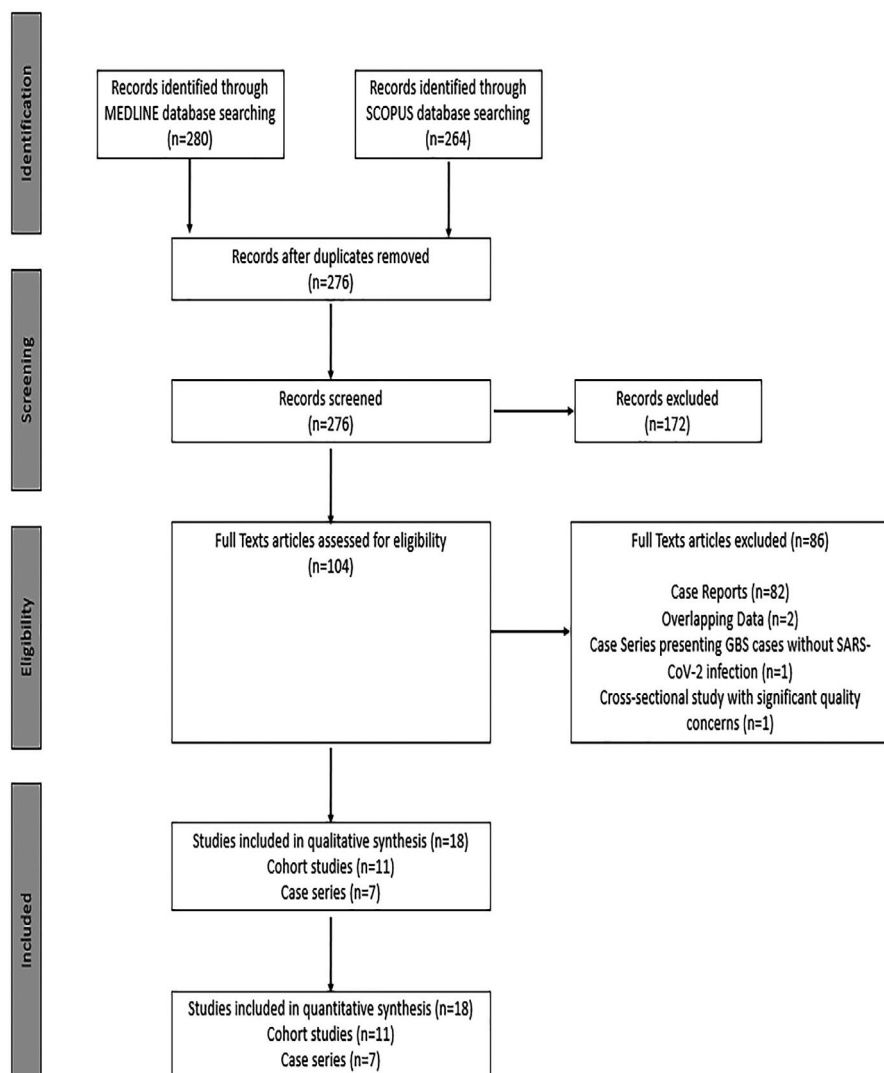 Identification
Records identified through
MEDLINE database searching
(n=280)
Records identified through
SCOPUS database searching
(n=264)
Records after duplicates removed
(n=276)
Screening
Records screened
(n=276)
Records excluded
(n=172)
Eligibility
Full Texts articles assessed for eligibility
(n=104)
Full Texts articles excluded (n=86)
Case Reports (n=82)
Overlapping Data (n=2)
Case Series presenting GBS cases without SARS-
CoV-2 infection (n=1)
Cross-sectional study with significant quality
concerns (n=1)
Included
Studies included in qualitative synthesis (n=18)
Cohort studies (n=11)
Case series (n=7)
Studies included in quantitative synthesis (n=18)
Cohort studies (n=11)
Case series (n=7)